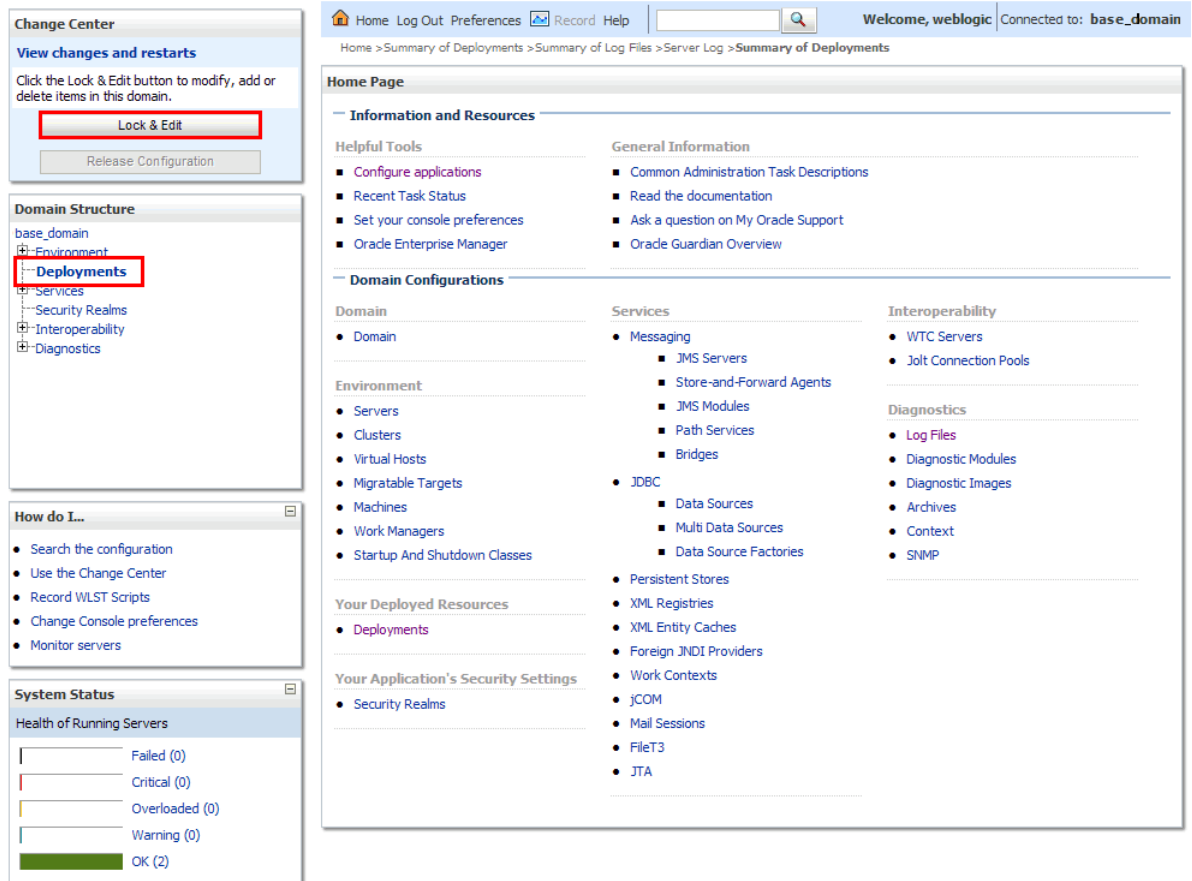 Change Center
View changes and restarts
Click the Lock & Edit button to modify, add or
delete items in this domain.
Lock & Edit
Release Configuration
Domain Structure
base_domain
Environment
Deployments
Services
Security Realms
Interoperability
Diagnostics
How do I...
Search the configuration
Use the Change Center
Record WLST Scripts
Change Console preferences
Monitor servers
System Status
Health of Running Servers
Failed (0)
Critical (0)
Overloaded (0)
Warning (0)
OK (2)
Home Log Out Preferences Record Help
Welcome, weblogic Connected to: base_domain
Home >Summary of Deployments >Summary of Log Files >Server Log >Summary of Deployments
Home Page
Information and Resources
Helpful Tools
Configure applications
Recent Task Status
Set your console preferences
Oracle Enterprise Manager
General Information
Common Administration Task Descriptions
Read the documentation
Ask a question on My Oracle Support
Oracle Guardian Overview
Domain Configurations
Domain
Domain
Environment
Servers
Clusters
Virtual Hosts
Migratable Targets
Machines
Work Managers
Startup And Shutdown Classes
Your Deployed Resources
Deployments
Your Application's Security Settings
Security Realms
Services
Messaging
JMS Servers
Store-and-Forward Agents
JMS Modules
Path Services
Bridges
JDBC
Data Sources
Multi Data Sources
Data Source Factories
Persistent Stores
XML Registries
XML Entity Caches
Foreign JNDI Providers
Work Contexts
jCOM
Mail Sessions
FileT3
JTA
Interoperability
WTC Servers
Jolt Connection Pools
Diagnostics
Log Files
Diagnostic Modules
Diagnostic Images
Archives
Context
SNMP